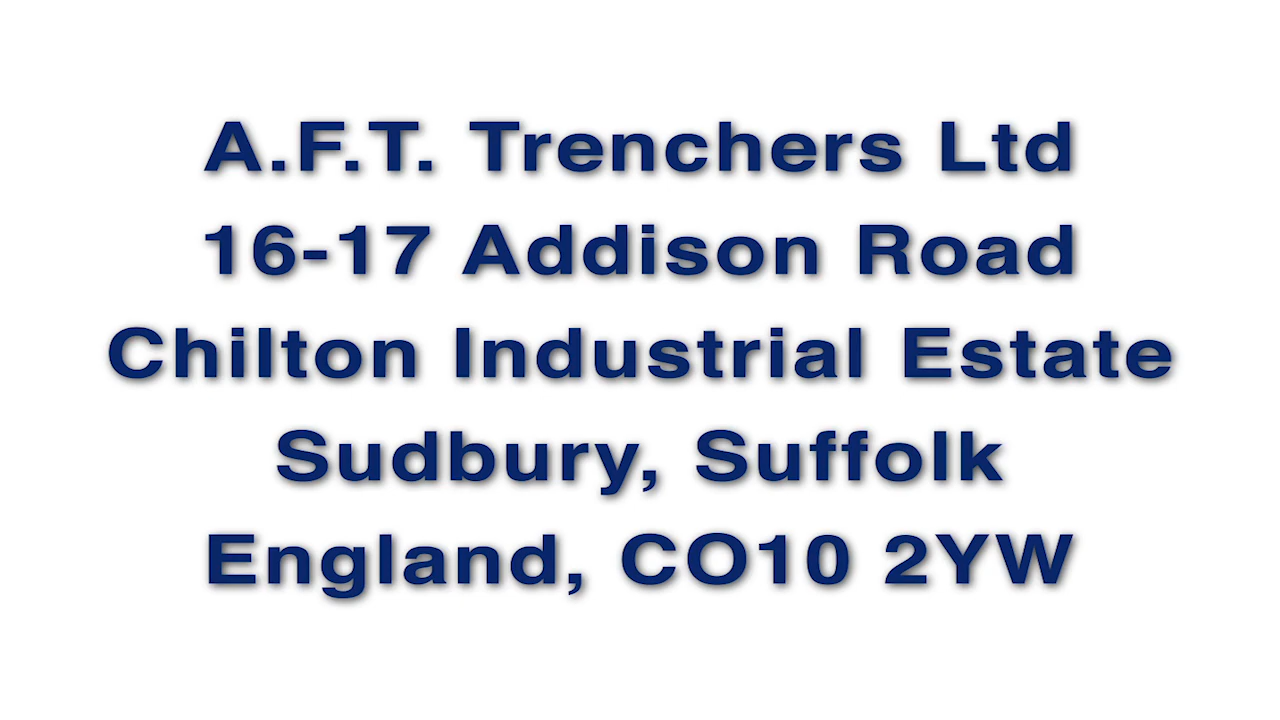 A.F.T. Trenchers Ltd
16-17 Addison Road
Chilton Industrial Estate
Sudbury, Suffolk
England, CO10 2YW